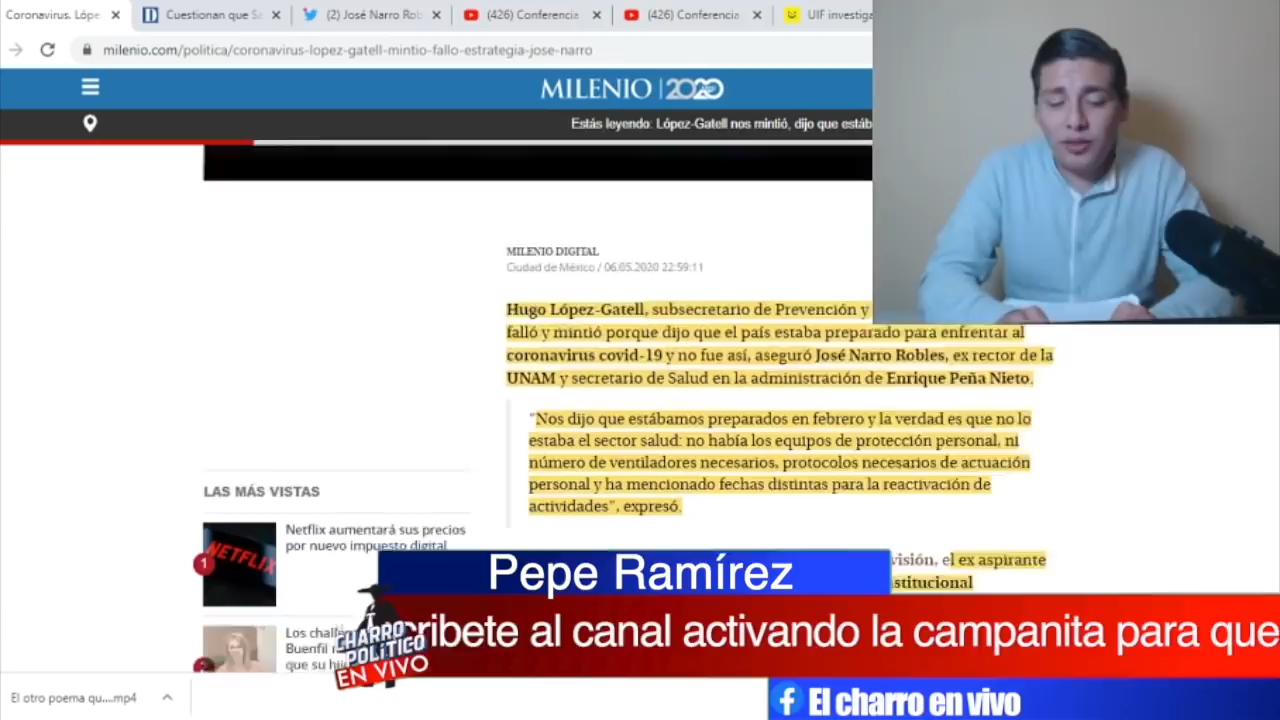 Coronavirus. Lópe
Cuestionan que Sa
(2) José Narro Rob
(426) Conferencia
(426) Conferencia
UIF investiga
milenio.com/politica/coronavirus-lopez-gatell-mintio-fallo-estrategia-jose-narro
MILENIO | 2020
Estás leyendo: López-Gatell nos mintió, dijo que estáb
MILENIO DIGITAL
Ciudad de México / 06.05.2020 22:59:11
Hugo López-Gatell, subsecretario de Prevención y
falló y mintió porque dijo que el país estaba preparado para enfrentar al
coronavirus covid-19 y no fue así, aseguró José Narro Robles, ex rector de la
UNAM y secretario de Salud en la administración de Enrique Peña Nieto.
"Nos dijo que estábamos preparados en febrero y la verdad es que no lo
estaba el sector salud: no había los equipos de protección personal, ni
número de ventiladores necesarios, protocolos necesarios de actuación
personal y ha mencionado fechas distintas para la reactivación de
actividades", expresó.
LAS MÁS VISTAS
Netflix aumentará sus precios
por nuevo impuesto digital
NETFLIX
1
visión, el ex aspirante
stitucional
Pepe Ramírez
cribete al canal activando la campanita para que
Los chall
Buenfil
que su hij
CHARRO
POLÍTICO
EN VIVO
El otro poema qu....mp4
El charro en vivo